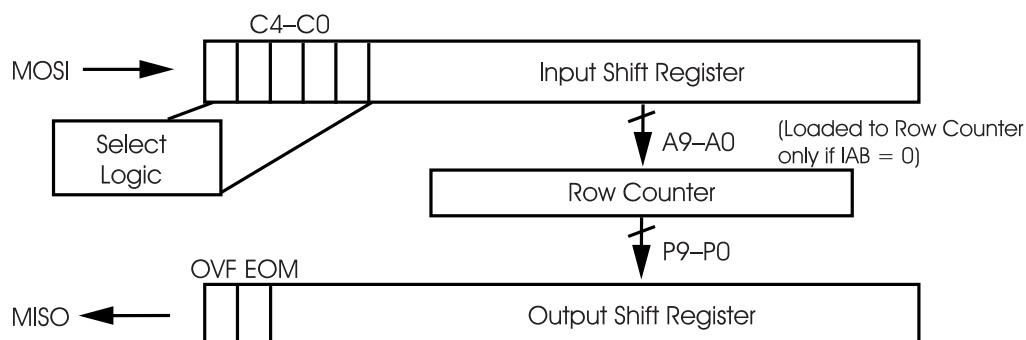 C4–C0
MOSI
Input Shift Register
Select
Logic
A9–A0
(Loaded to Row Counter
only if IAB = 0)
Row Counter
P9–P0
OVF EOM
MISO
Output Shift Register